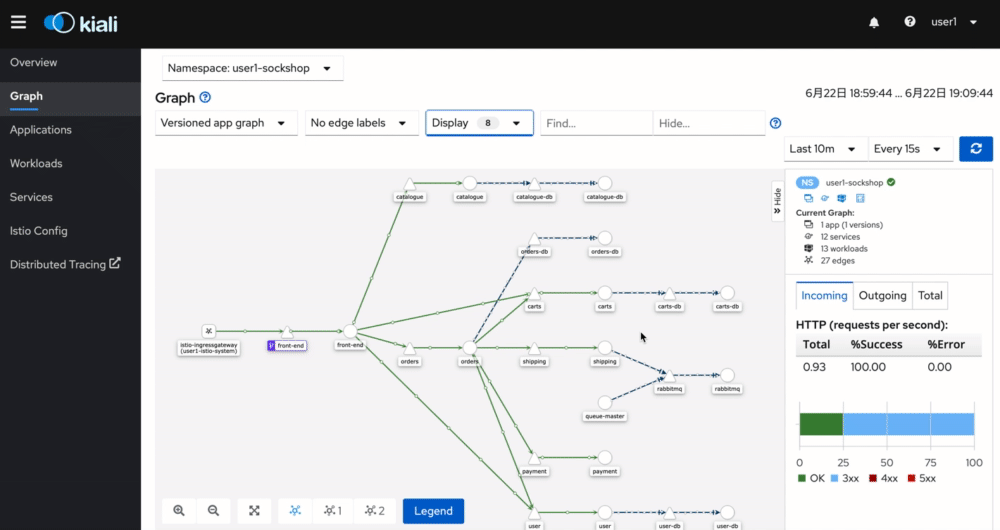 kiali
user1
Overview
Graph
Applications
Workloads
Services
Istio Config
Distributed Tracing
Namespace: user1-sockshop
Graph
6月22日 18:59:44 ... 6月22日 19:09:44
Versioned app graph
No edge labels
Display 8
Find...
Hide...
Last 10m
Every 15s
Hide
catalogue
catalogue
catalogue-db
catalogue-db
orders-db
orders-db
carts
carts
carts-db
carts-db
istio-ingressgateway
(user1-istio-system)
front-end
front-end
orders
orders
shipping
shipping
rabbitmq
rabbitmq
queue-master
payment
payment
user
user
user-db
user-db
1
2
Legend
NS user1-sockshop
Current Graph:
1 app (1 versions)
12 services
13 workloads
27 edges
Incoming
Outgoing
Total
HTTP (requests per second):
Total %Success %Error
0.93 100.00 0.00
0 25 50 75 100
OK 3xx 4xx 5xx